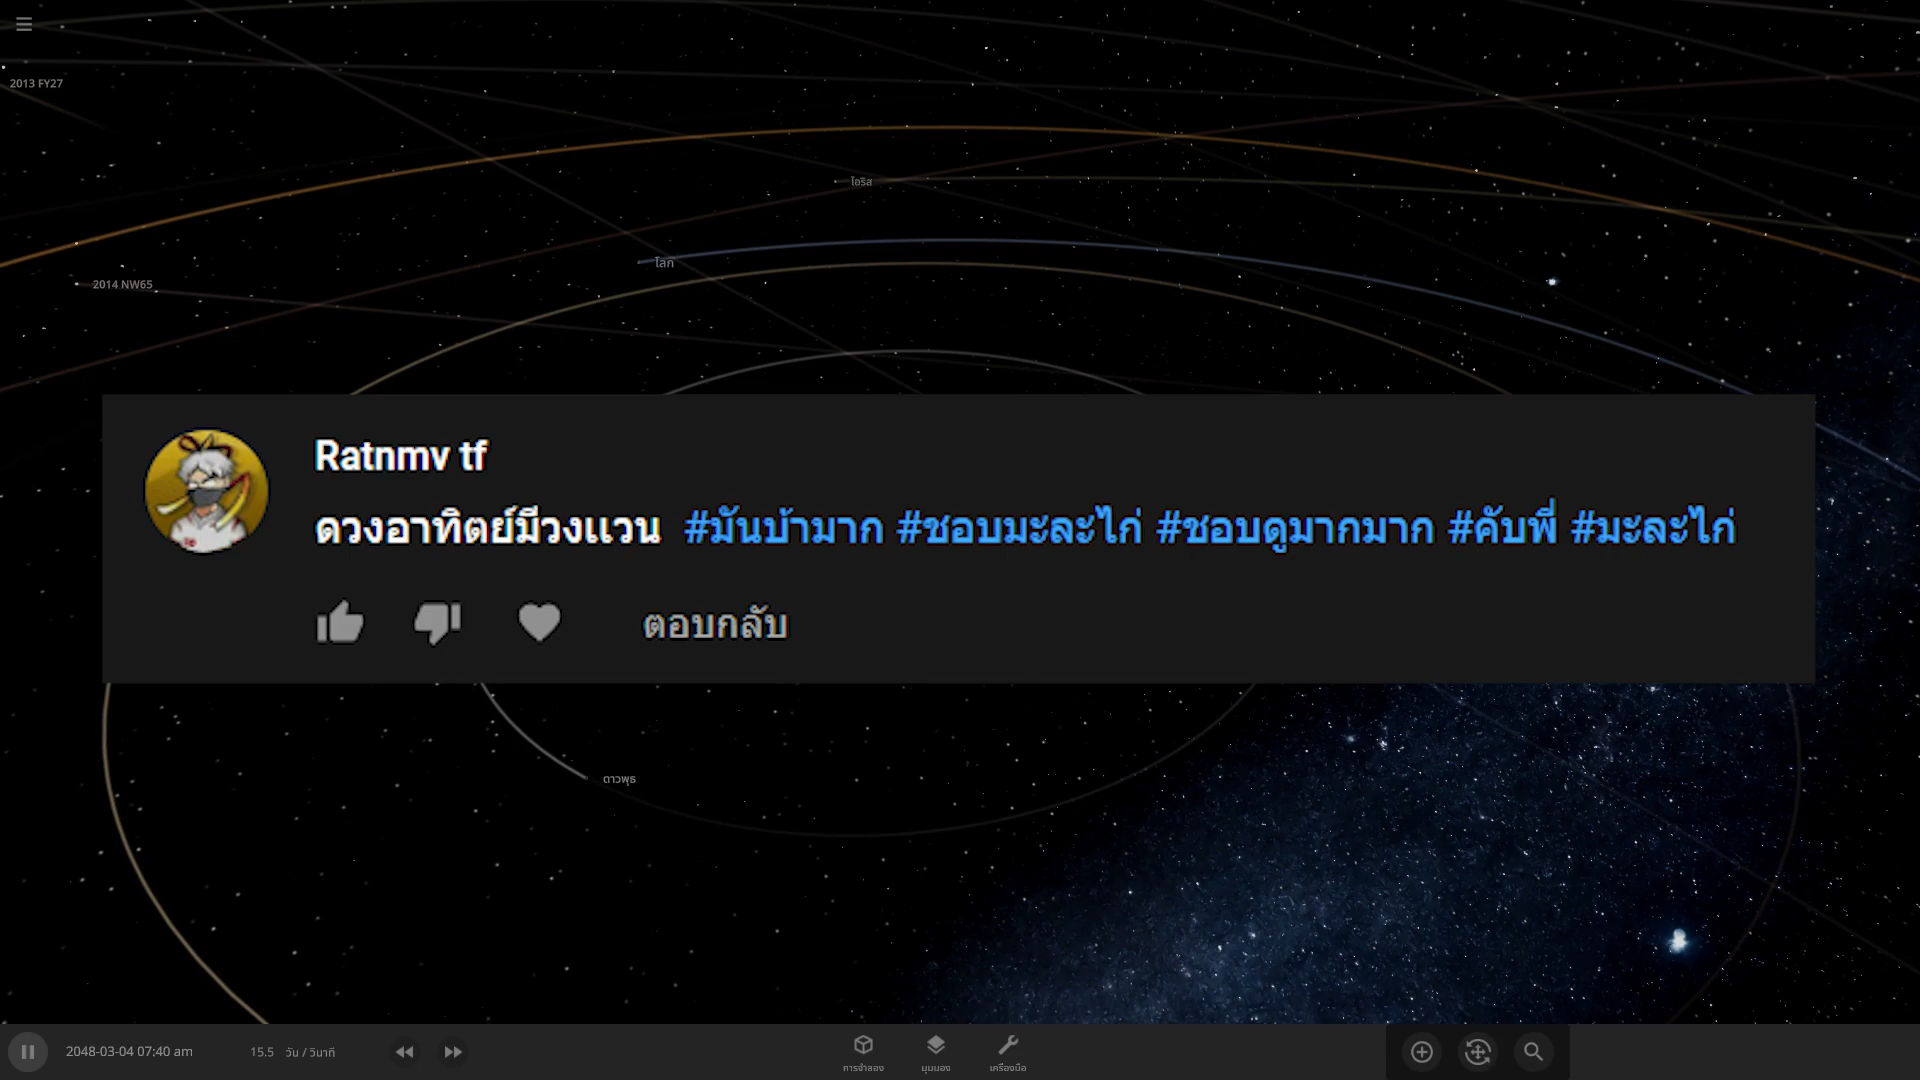 2013 FY27
ไอริส
โลก
2014 NW65
Ratnmv tf
ดวงอาทิตย์มีวงแวน #มันบ้ามาก #ชอบมะละไก่ #ชอบดูมากมาก #คับพี่ #มะละไก่
ตอบกลับ
ดาวพุธ
2048-03-04 07:40 am 15.5 วัน / วินาที
การจำลอง มุมมอง เครื่องมือ